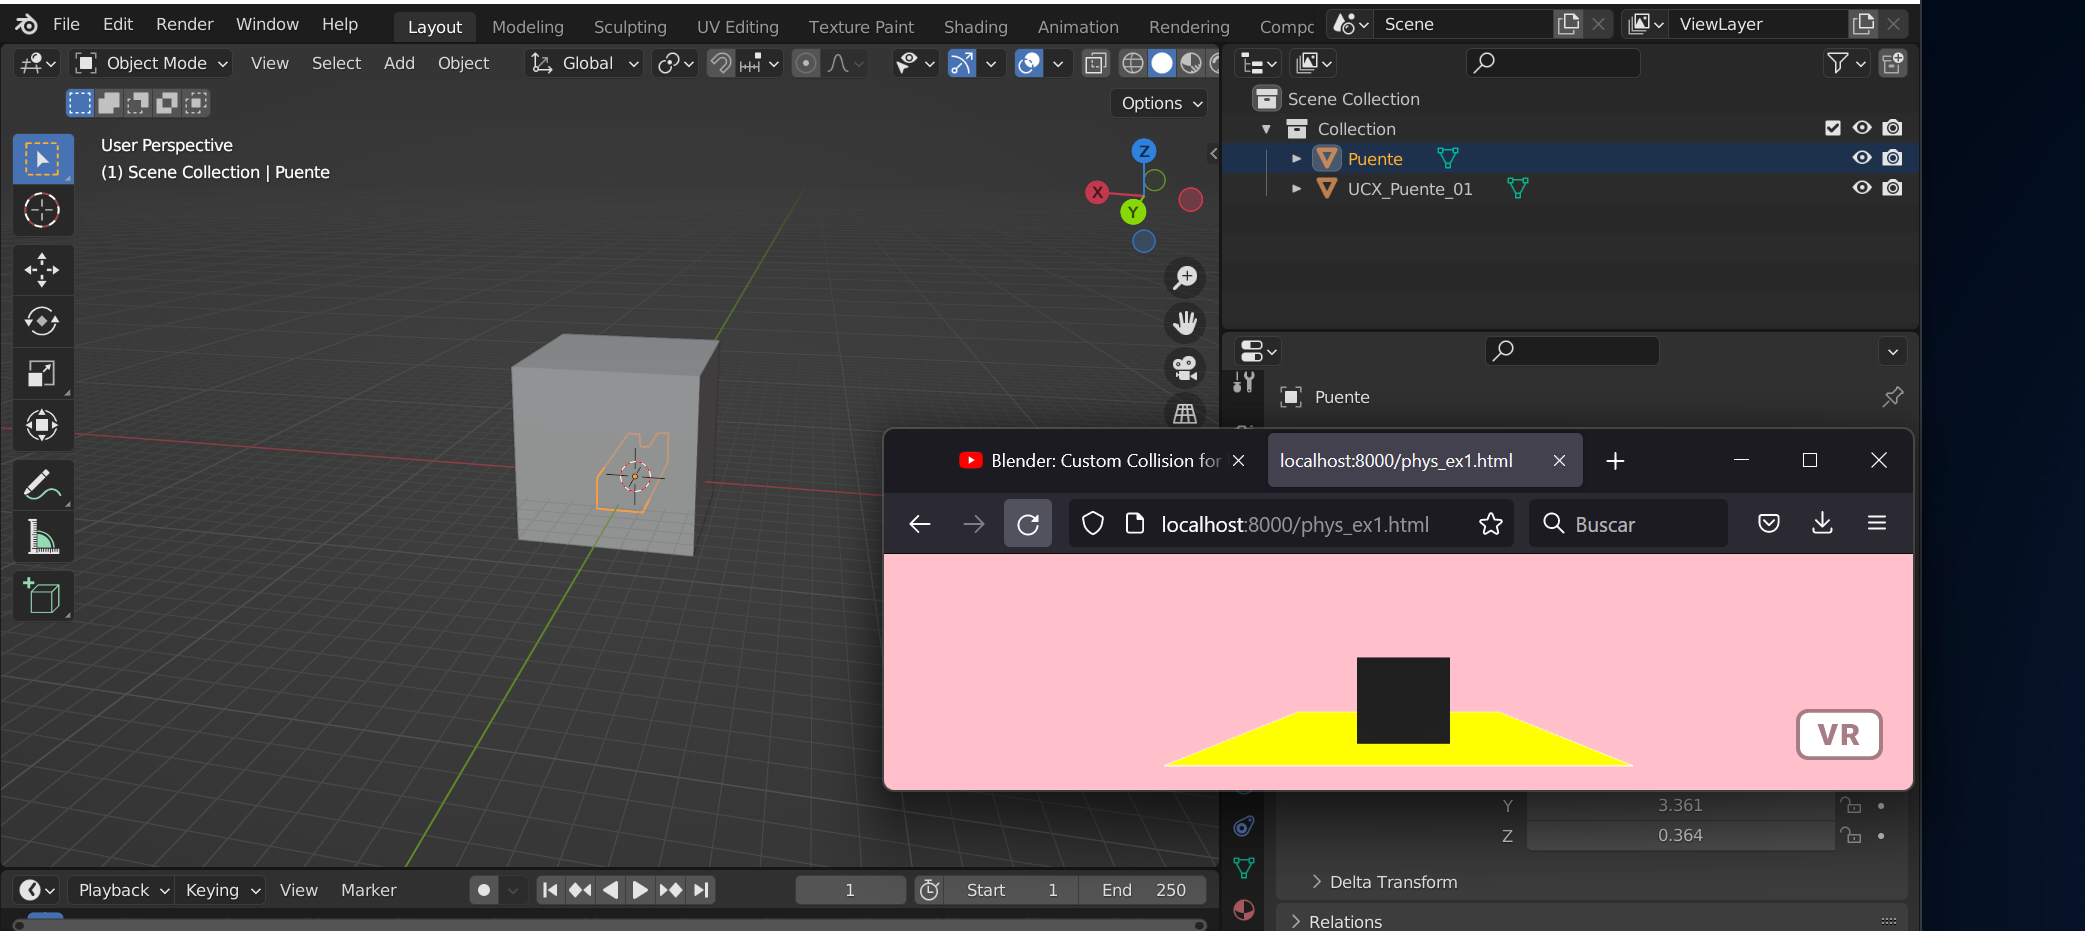 File Edit Render Window Help Layout Modeling Sculpting UV Editing Texture Paint Shading Animation Rendering Compc Scene ViewLayer
Object Mode View Select Add Object Global
Options
User Perspective
(1) Scene Collection | Puente
Z
X
Y
Scene Collection
Collection
Puente
UCX_Puente_01
Puente
Blender: Custom Collision for localhost:8000/phys_ex1.html
localhost:8000/phys_ex1.html Buscar
VR
Y 3.361
Z 0.364
Delta Transform
Relations
Playback Keying View Marker 1 Start 1 End 250